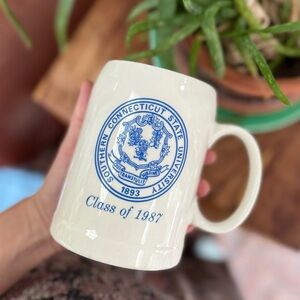 SOUTHERN CONNECTICUT STATE UNIVERSITY
1893
Class of 1987